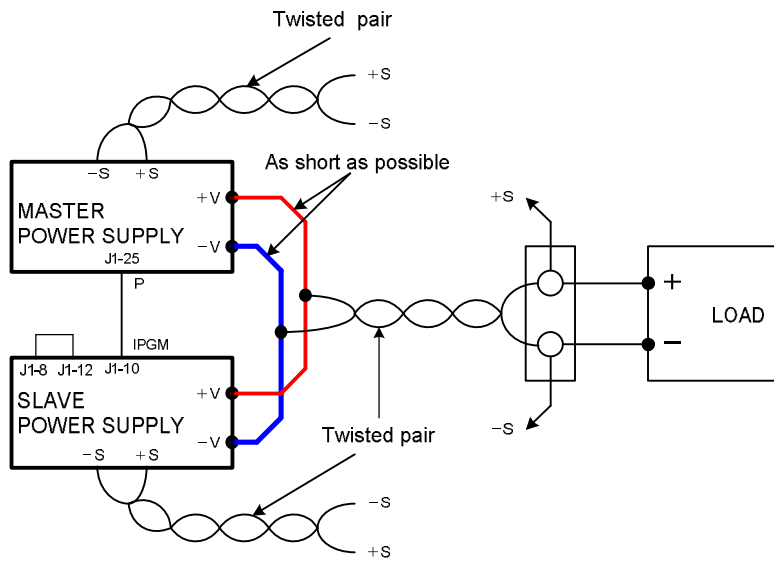 Twisted pair
+S
−S
−S +S
As short as possible
+V
+S
MASTER
POWER SUPPLY
−V
J1-25
P
+
LOAD
−
IPGM
J1-8 J1-12 J1-10
+V
SLAVE
POWER SUPPLY
−V
−S
Twisted pair
−S +S
−S
+S